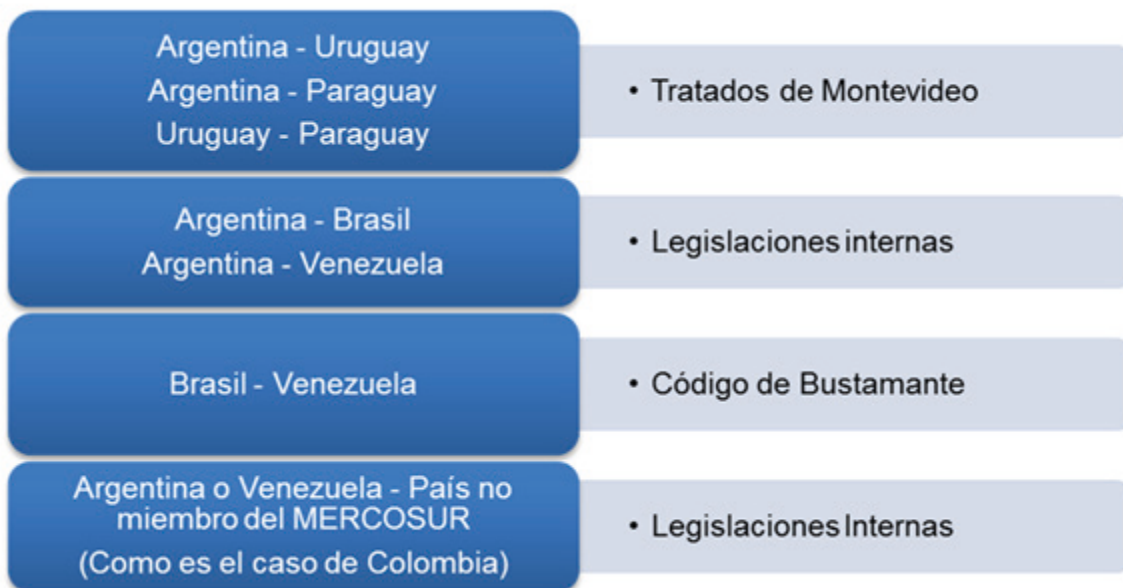 Argentina - Uruguay
Argentina - Paraguay
Uruguay - Paraguay
• Tratados de Montevideo
Argentina - Brasil
Argentina - Venezuela
• Legislaciones internas
Brasil - Venezuela
• Código de Bustamante
Argentina o Venezuela - País no
miembro del MERCOSUR
(Como es el caso de Colombia)
• Legislaciones Internas